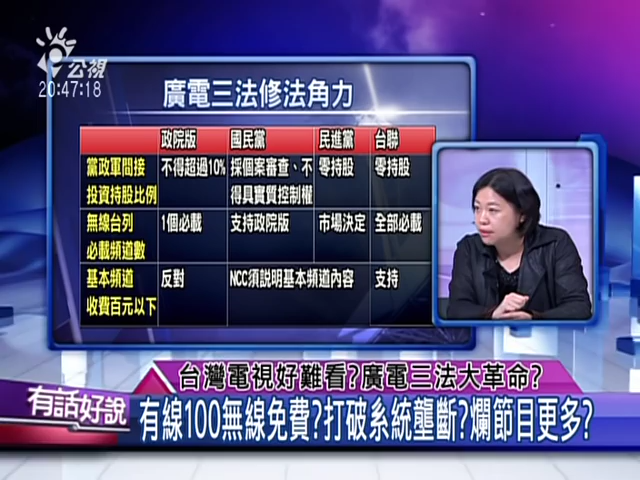 公視
20:47:18
廣電三法修法角力
政院版 國民黨 民進黨 台聯
黨政軍間接 不得超過10% 採個案審查、不 零持股 零持股
投資持股比例 得具實質控制權
無線台列 1個必載 支持政院版 市場決定 全部必載
必載頻道數
基本頻道 反對 NCC須說明基本頻道內容 支持
收費百元以下
台灣電視好難看?廣電三法大革命?
有話好說
有線100無線免費?打破系統壟斷?爛節目更多?